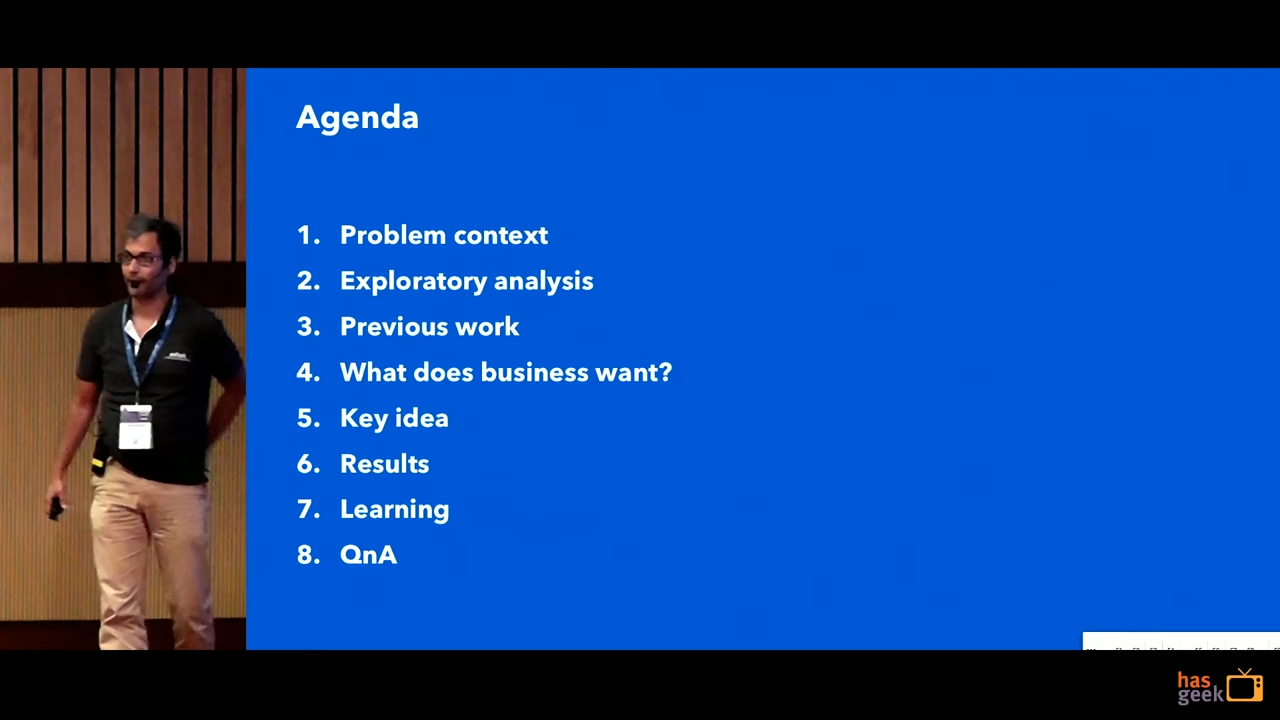 Agenda
1. Problem context
2. Exploratory analysis
3. Previous work
4. What does business want?
5. Key idea
6. Results
7. Learning
8. QnA
has
geek